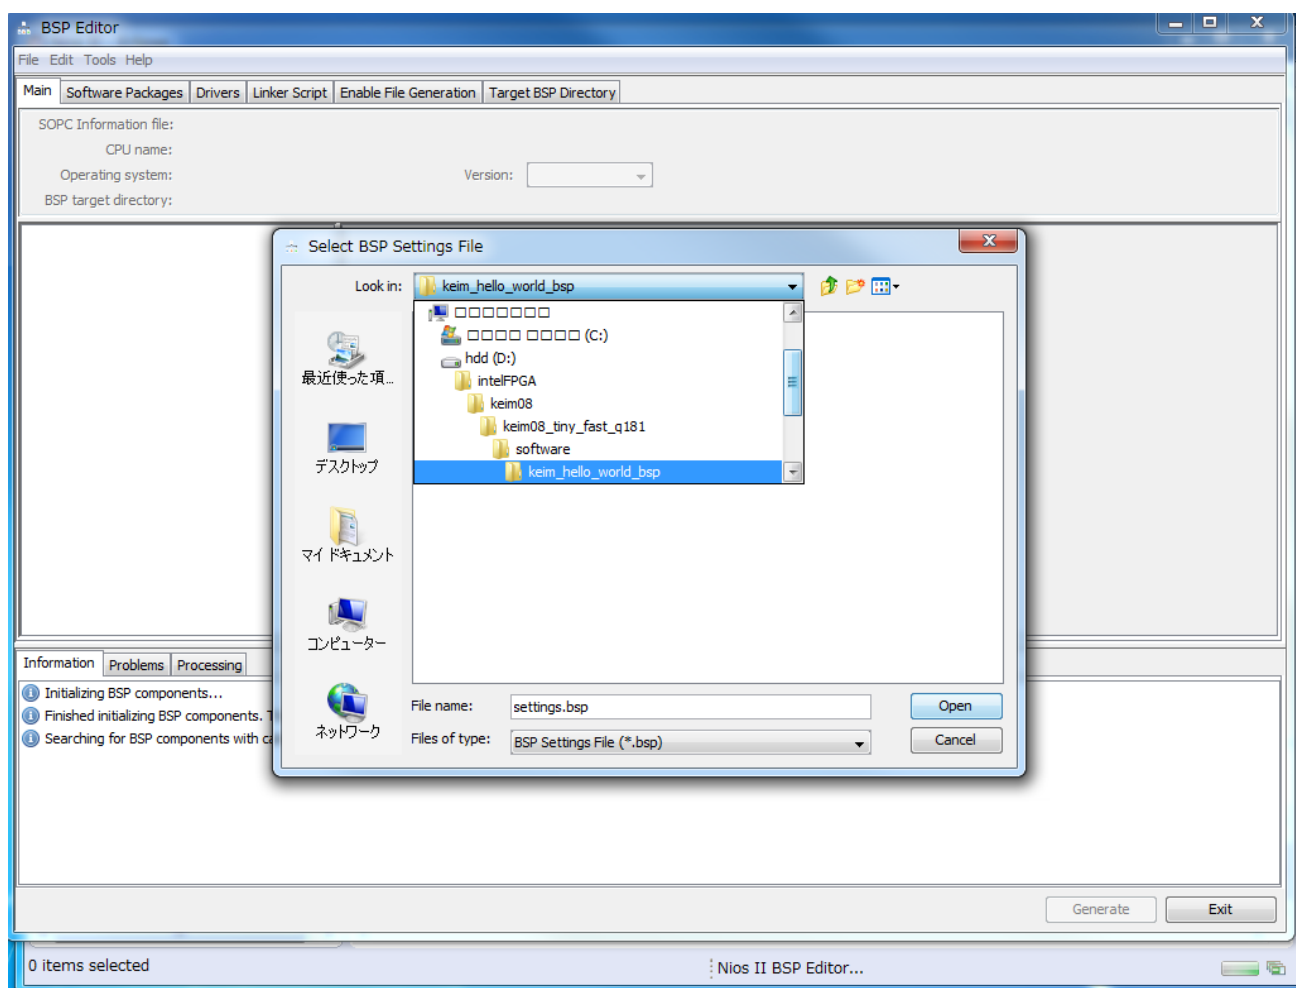 BSP Editor
File Edit Tools Help
Main Software Packages Drivers Linker Script Enable File Generation Target BSP Directory
SOPC Information file:
CPU name:
Operating system:
Version:
BSP target directory:
Select BSP Settings File
Look in:
keim_hello_world_bsp
□□□□□□□
□□□□ □□□□ (C:)
hdd (D:)
intelFPGA
keim08
keim08_tiny_fast_q181
software
keim_hello_world_bsp
最近使った項...
デスクトップ
マイ ドキュメント
コンピューター
ネットワーク
File name:
settings.bsp
Open
Files of type:
BSP Settings File (*.bsp)
Cancel
Information Problems Processing
Initializing BSP components...
Finished initializing BSP components. T
Searching for BSP components with ca
Generate
Exit
0 items selected
Nios II BSP Editor...